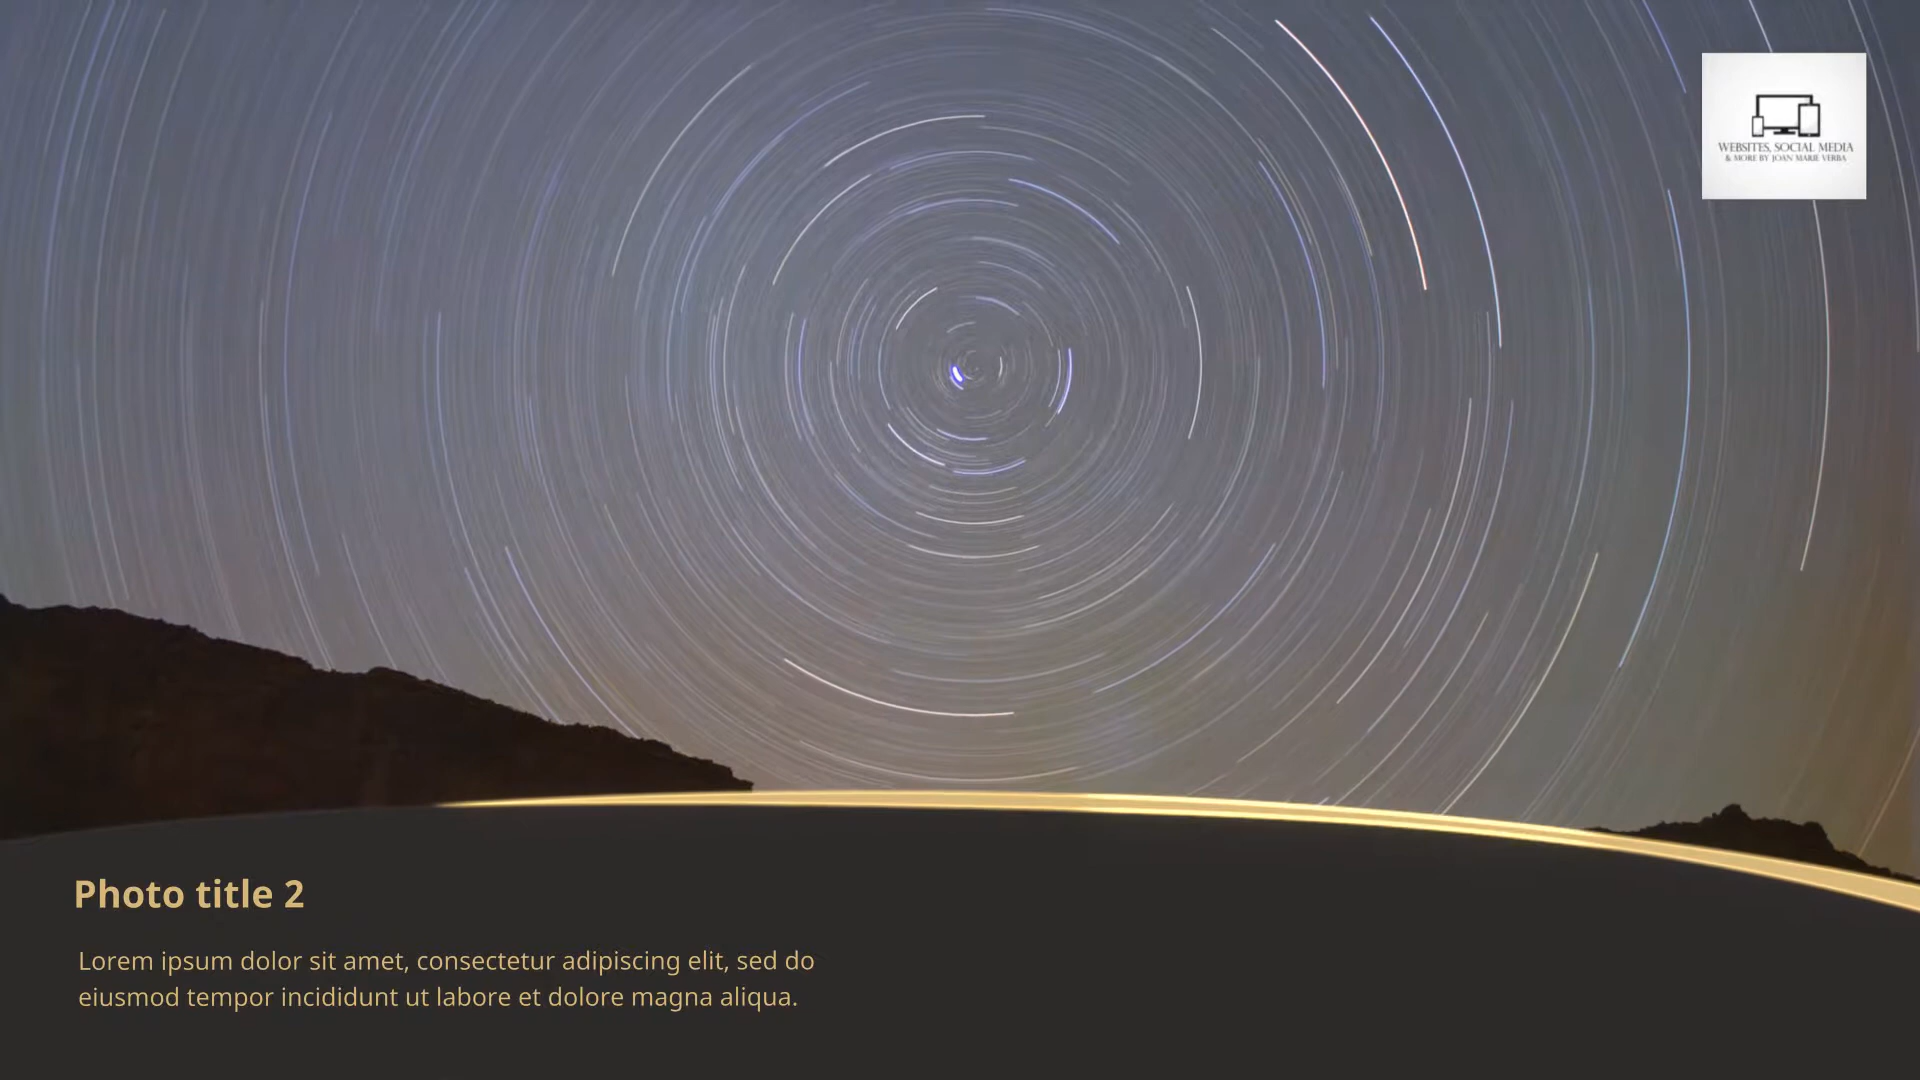 WEBSITES, SOCIAL MEDIA
& MORE BY JOAN MARIE VERBA
Photo title 2
Lorem ipsum dolor sit amet, consectetur adipiscing elit, sed do
eiusmod tempor incididunt ut labore et dolore magna aliqua.